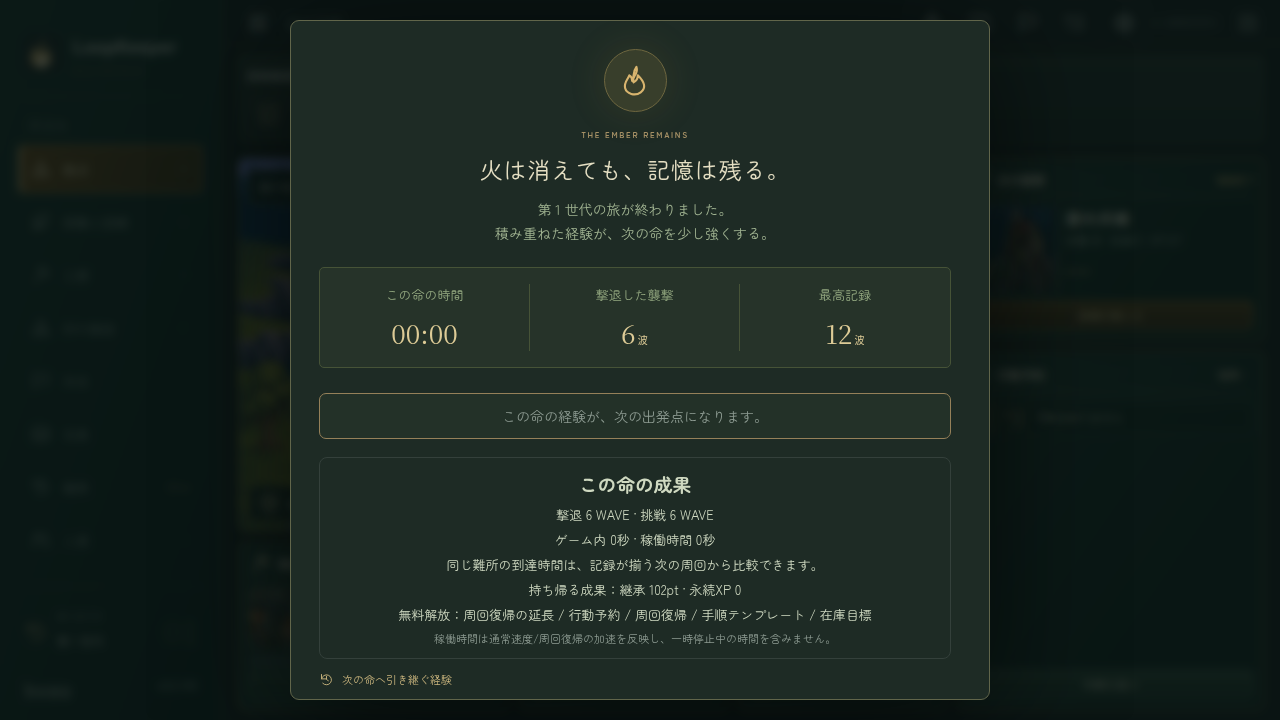 THE EMBER REMAINS
火は消えても、記憶は残る。
第1世代の旅が終わりました。
積み重ねた経験が、次の命を少し強くする。
この命の時間
00:00
撃退した襲撃
6波
最高記録
12波
この命の経験が、次の出発点になります。
この命の成果
撃退 6 WAVE · 挑戦 6 WAVE
ゲーム内 0秒 · 稼働時間 0秒
同じ難所の到達時間は、記録が揃う次の周回から比較できます。
持ち帰る成果：継承 102pt · 永続XP 0
無料解放：周回復帰の延長 / 行動予約 / 周回復帰 / 手順テンプレート / 在庫目標
稼働時間は通常速度/周回復帰の加速を反映し、一時停止中の時間を含みません。
次の命へ引き継ぐ経験